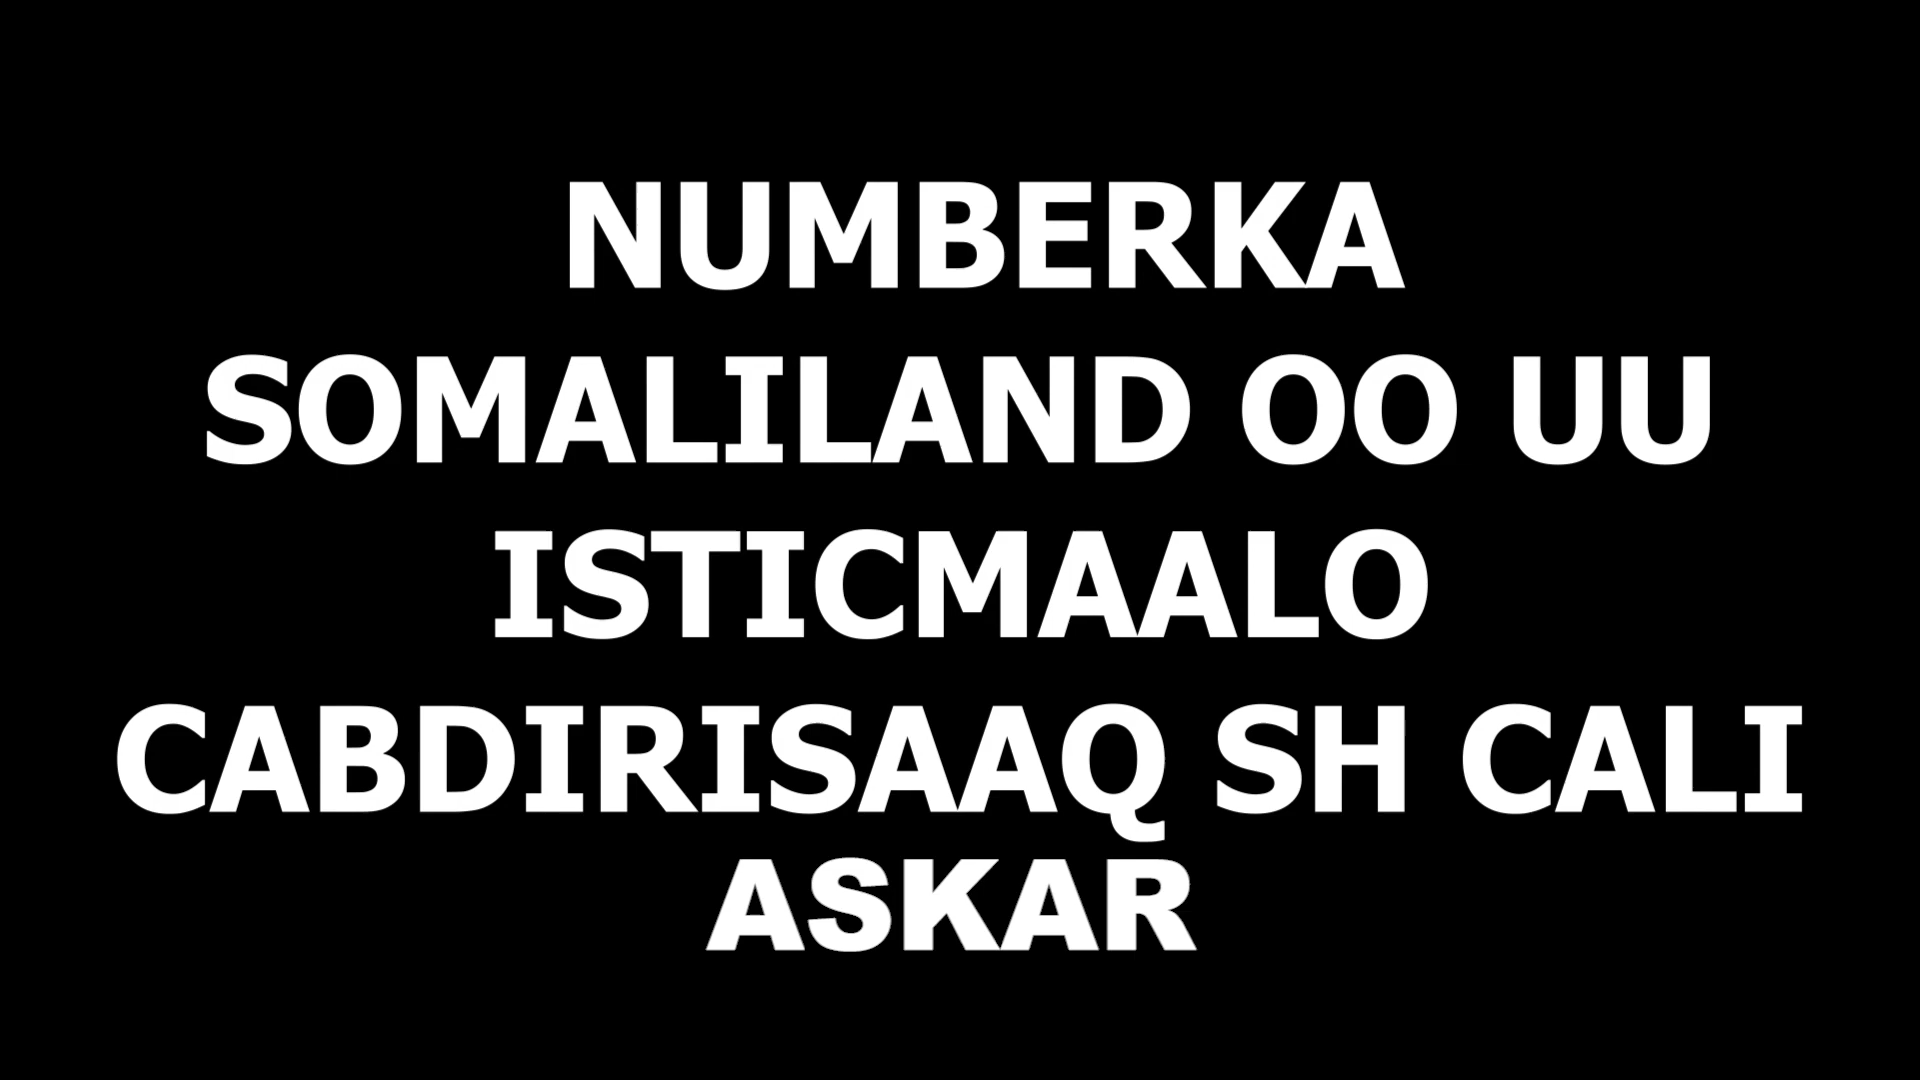 NUMBERKA
SOMALILAND OO UU
ISTICMAALO
CABDIRISAAQ SH CALI
ASKAR